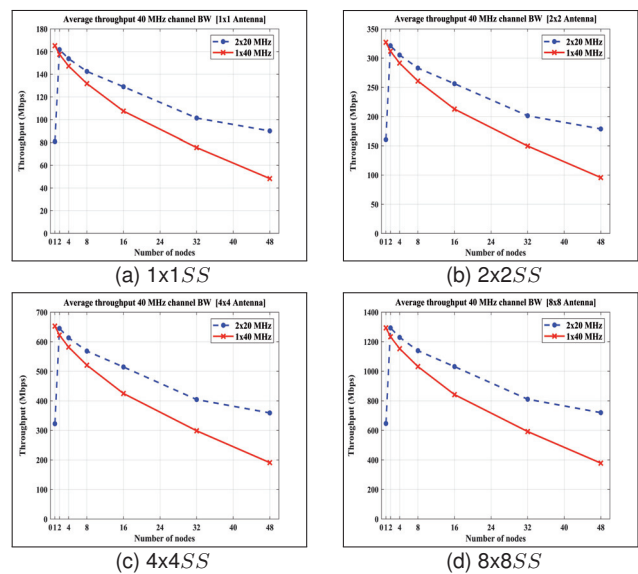 Average throughput 40 MHz channel BW [1x1 Antenna]
180
160
140
120
100
80
60
40
20
0
Throughput (Mbps)
2x20 MHz
1x40 MHz
0 1 2 4 8 16 24 32 40 48
Number of nodes
(a) 1x1SS
Average throughput 40 MHz channel BW [2x2 Antenna]
350
300
250
200
150
100
50
0
Throughput (Mbps)
2x20 MHz
1x40 MHz
0 1 2 4 8 16 24 32 40 48
Number of nodes
(b) 2x2SS
Average throughput 40 MHz channel BW [4x4 Antenna]
700
600
500
400
300
200
100
0
Throughput (Mbps)
2x20 MHz
1x40 MHz
0 1 2 4 8 16 24 32 40 48
Number of nodes
(c) 4x4SS
Average throughput 40 MHz channel BW [8x8 Antenna]
1400
1200
1000
800
600
400
200
0
Throughput (Mbps)
2x20 MHz
1x40 MHz
0 1 2 4 8 16 24 32 40 48
Number of nodes
(d) 8x8SS